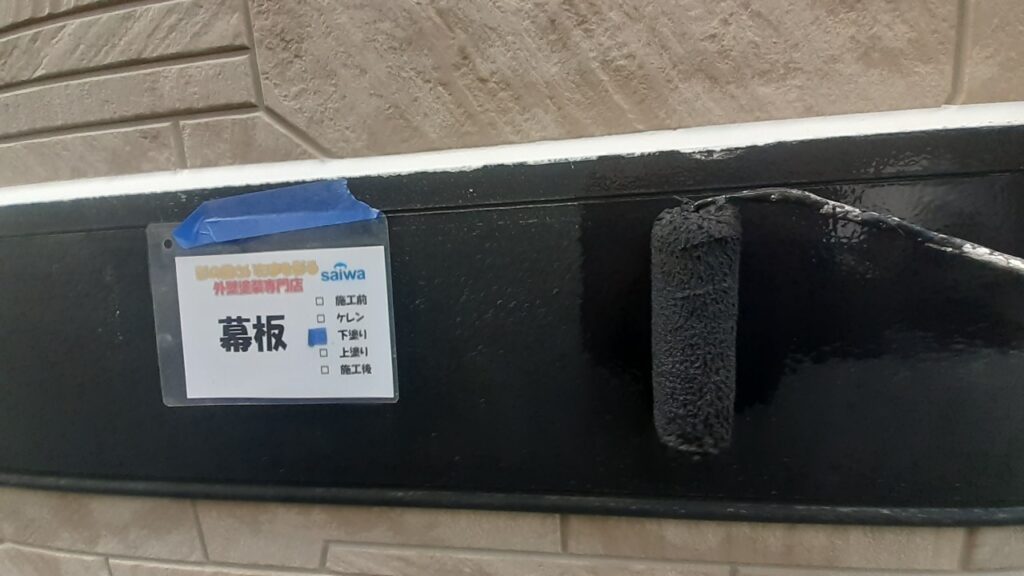 saiwa
外壁塗装専門店
幕板
施工前
ケレン
下塗り
上塗り
施工後